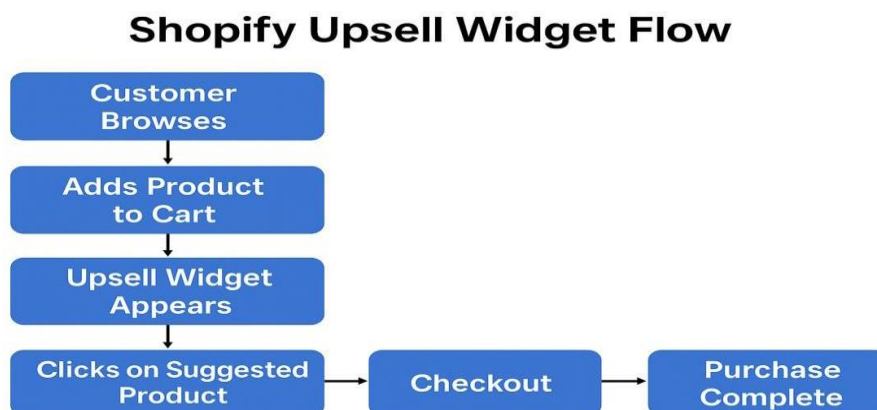 Shopify Upsell Widget Flow
Customer
Browses
Adds Product
to Cart
Upsell Widget
Appears
Clicks on Suggested
Product
Checkout
Purchase
Complete